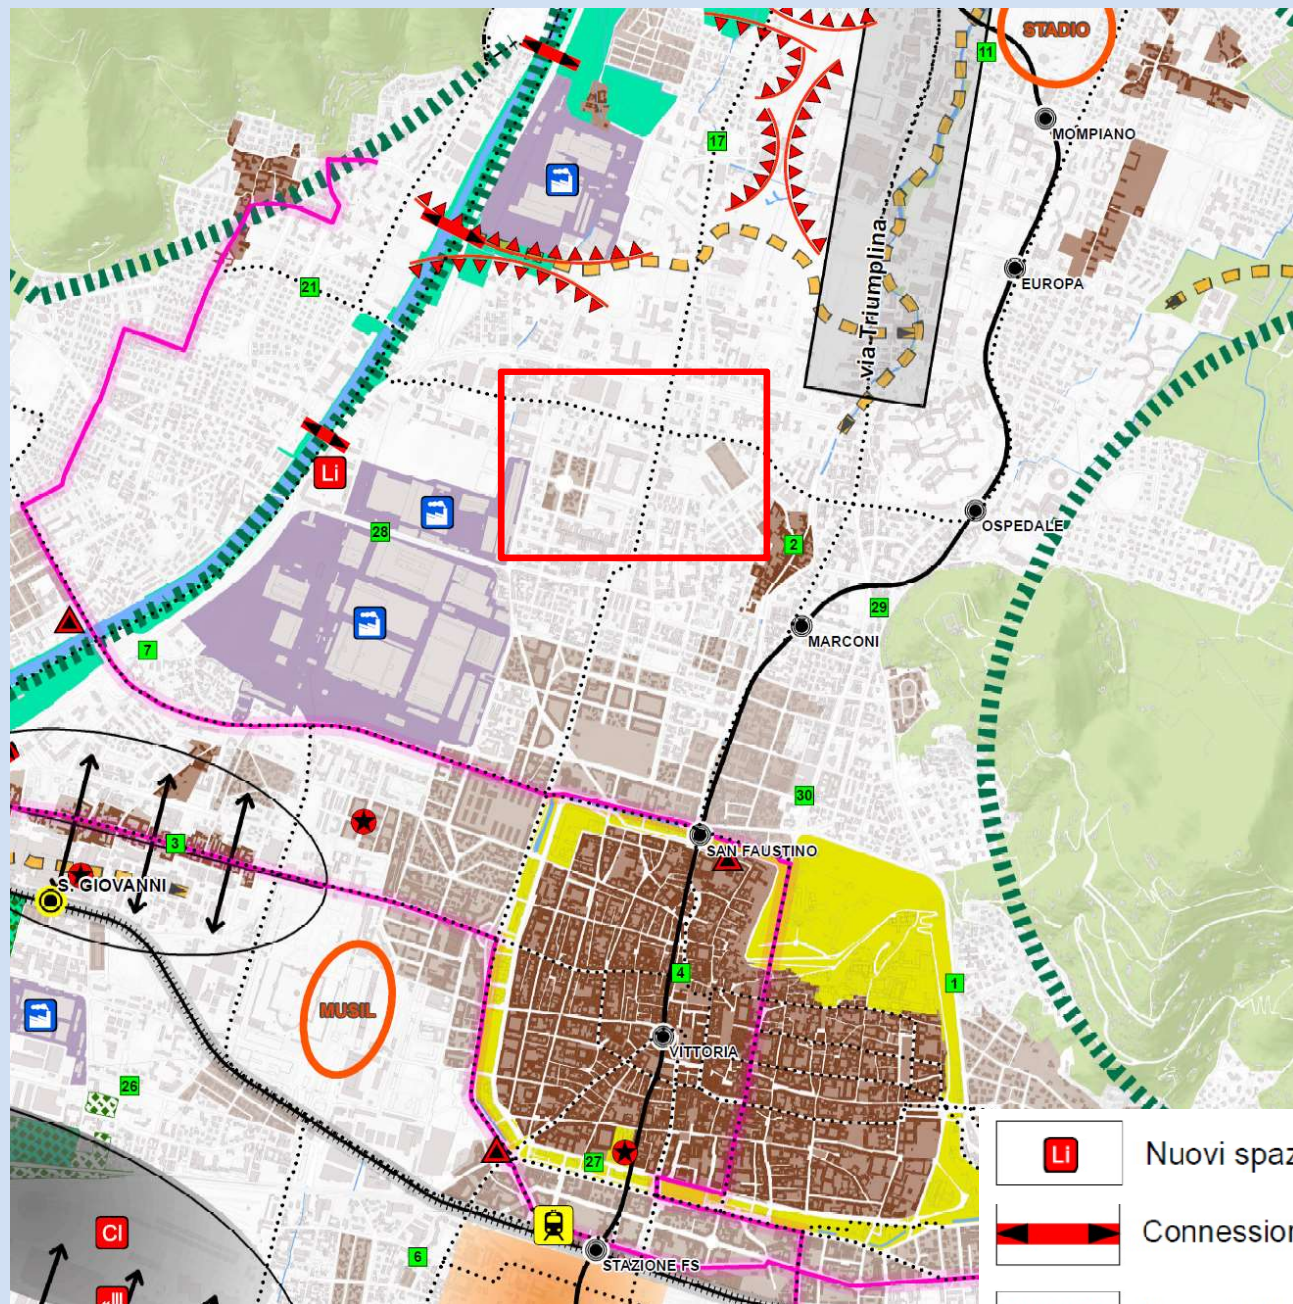 STADIO
11
17
MOMPIANO
via Triumplina
EUROPA
21
Li
OSPEDALE
28
2
29
MARCONI
7
30
3
SAN FAUSTINO
S. GIOVANNI
4
1
MUSIL
VITTORIA
26
27
Li
Nuovi spaz
CI
Connession
6
STAZIONE FS